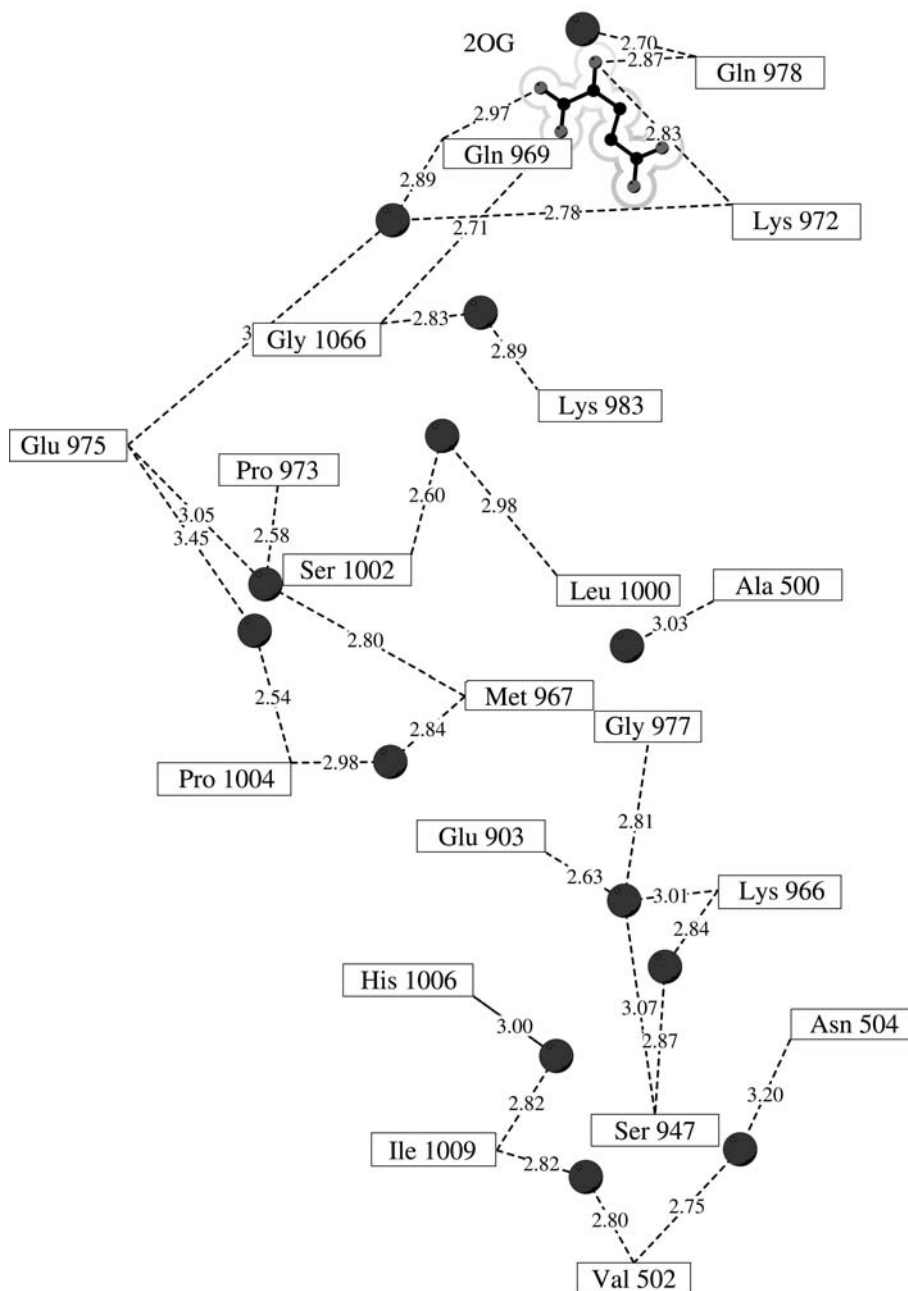 2OG
2.70
2.87
Gln 978
2.97
2.83
Gln 969
2.89
2.78
Lys 972
2.71
3
Gly 1066
2.83
2.89
Lys 983
Glu 975
Pro 973
2.60
2.98
3.05
3.45
2.58
Ser 1002
Leu 1000
Ala 500
3.03
2.80
2.54
Met 967
2.84
Gly 977
2.98
Pro 1004
2.81
Glu 903
2.63
3.01
Lys 966
2.84
His 1006
3.07
3.00
2.87
Asn 504
2.82
3.20
Ser 947
Ile 1009
2.82
2.80
2.75
Val 502